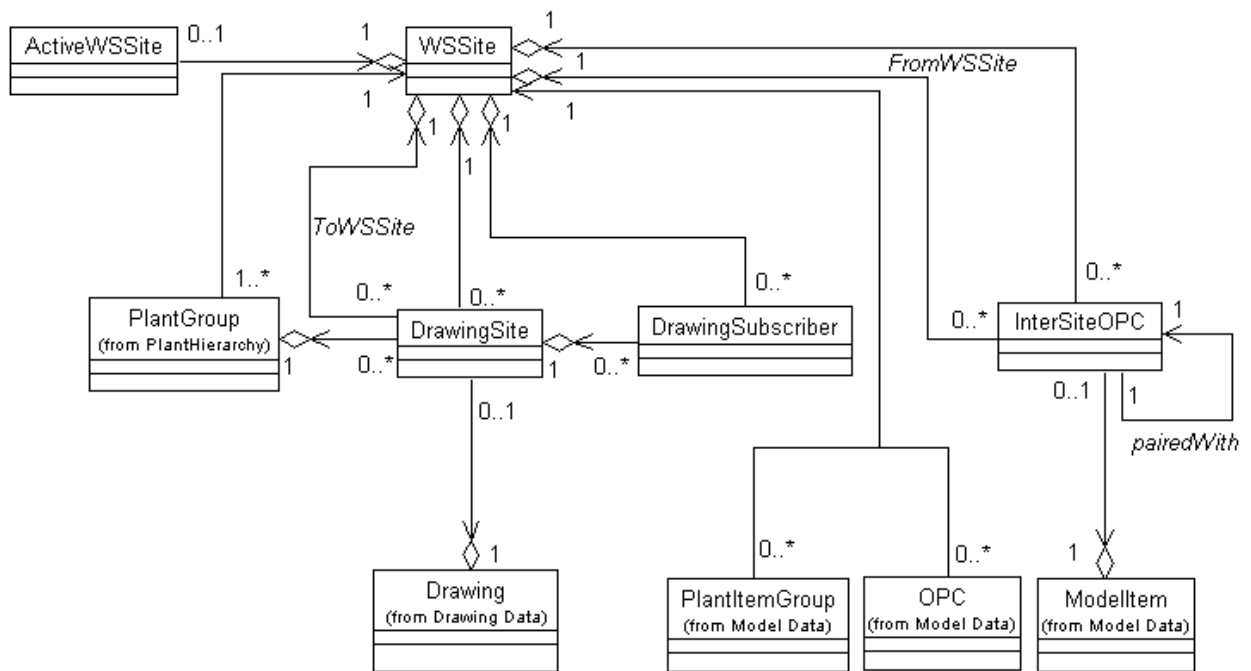 0..1
1
1
ActiveWSSite
WSSite
FromWSSite
1
1
1
1
1
1
1
ToWSSite
1..*
0..*
0..*
0..*
0..*
PlantGroup
(from PlantHierarchy)
DrawingSite
DrawingSubscriber
0..*
InterSiteOPC
1
1
0..*
1
0..*
0..1
0..1
1
pairedWith
1
0..*
0..*
1
Drawing
(from Drawing Data)
PlantItemGroup
(from Model Data)
OPC
(from Model Data)
ModelItem
(from Model Data)